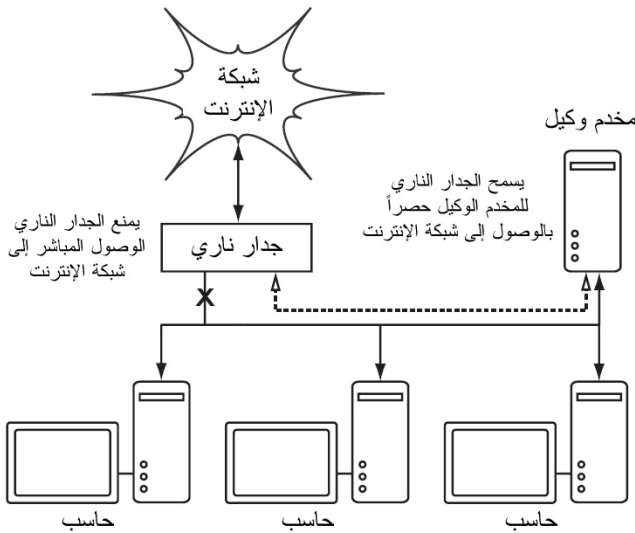 شبكة
الإنترنت
مخدم وكيل
يسمح الجدار الناري
للمخدم الوكيل حصراً
بالوصول إلى شبكة الإنترنت
يمنع الجدار الناري
الوصول المباشر إلى
شبكة الإنترنت
جدار ناري
X
حاسب
حاسب
حاسب